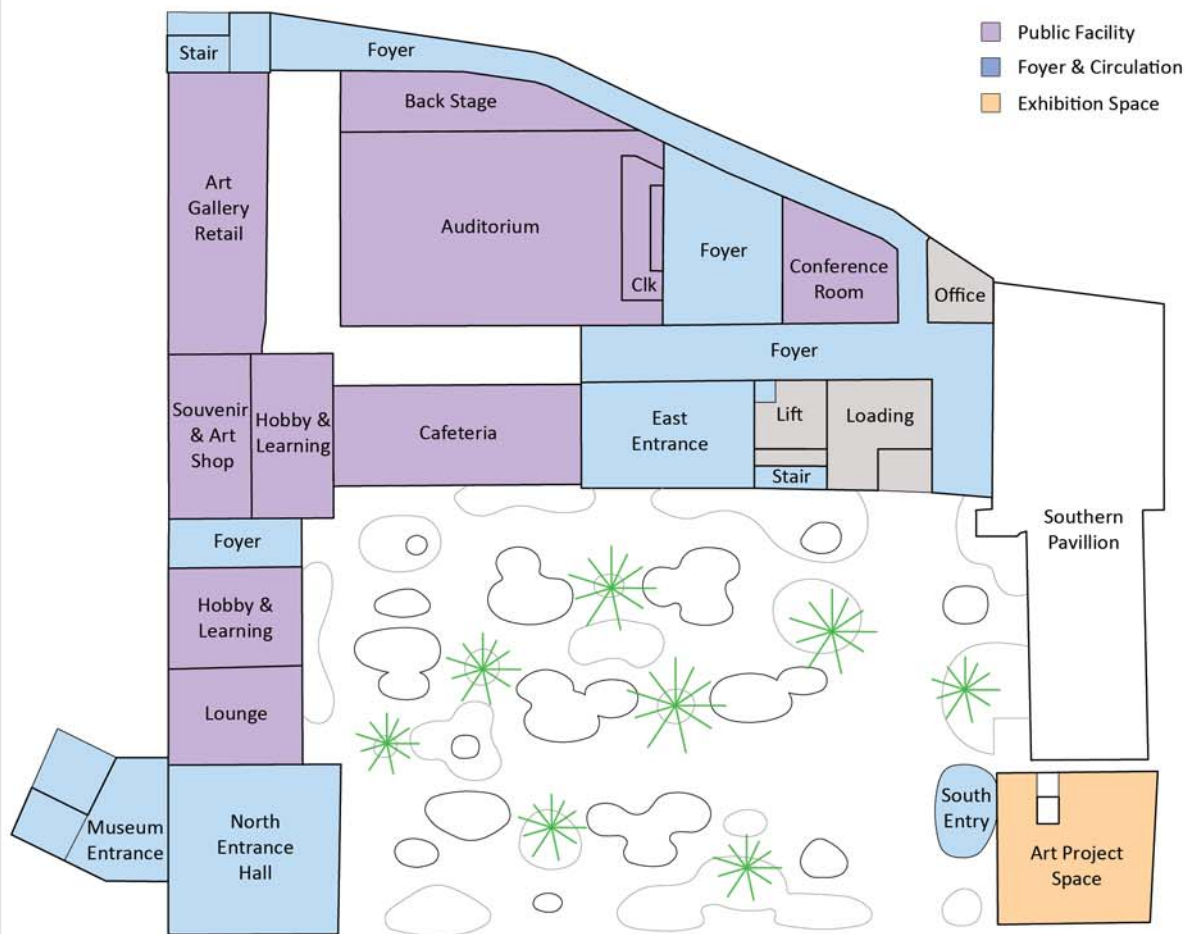 Public Facility
Foyer & Circulation
Exhibition Space
Stair
Foyer
Back Stage
Art
Gallery
Retail
Auditorium
Clk
Foyer
Conference
Room
Office
Foyer
Souvenir
& Art
Shop
Hobby &
Learning
Cafeteria
East
Entrance
Lift
Loading
Stair
Southern
Pavillion
Foyer
Hobby &
Learning
Lounge
Museum
Entrance
North
Entrance
Hall
South
Entry
Art Project
Space